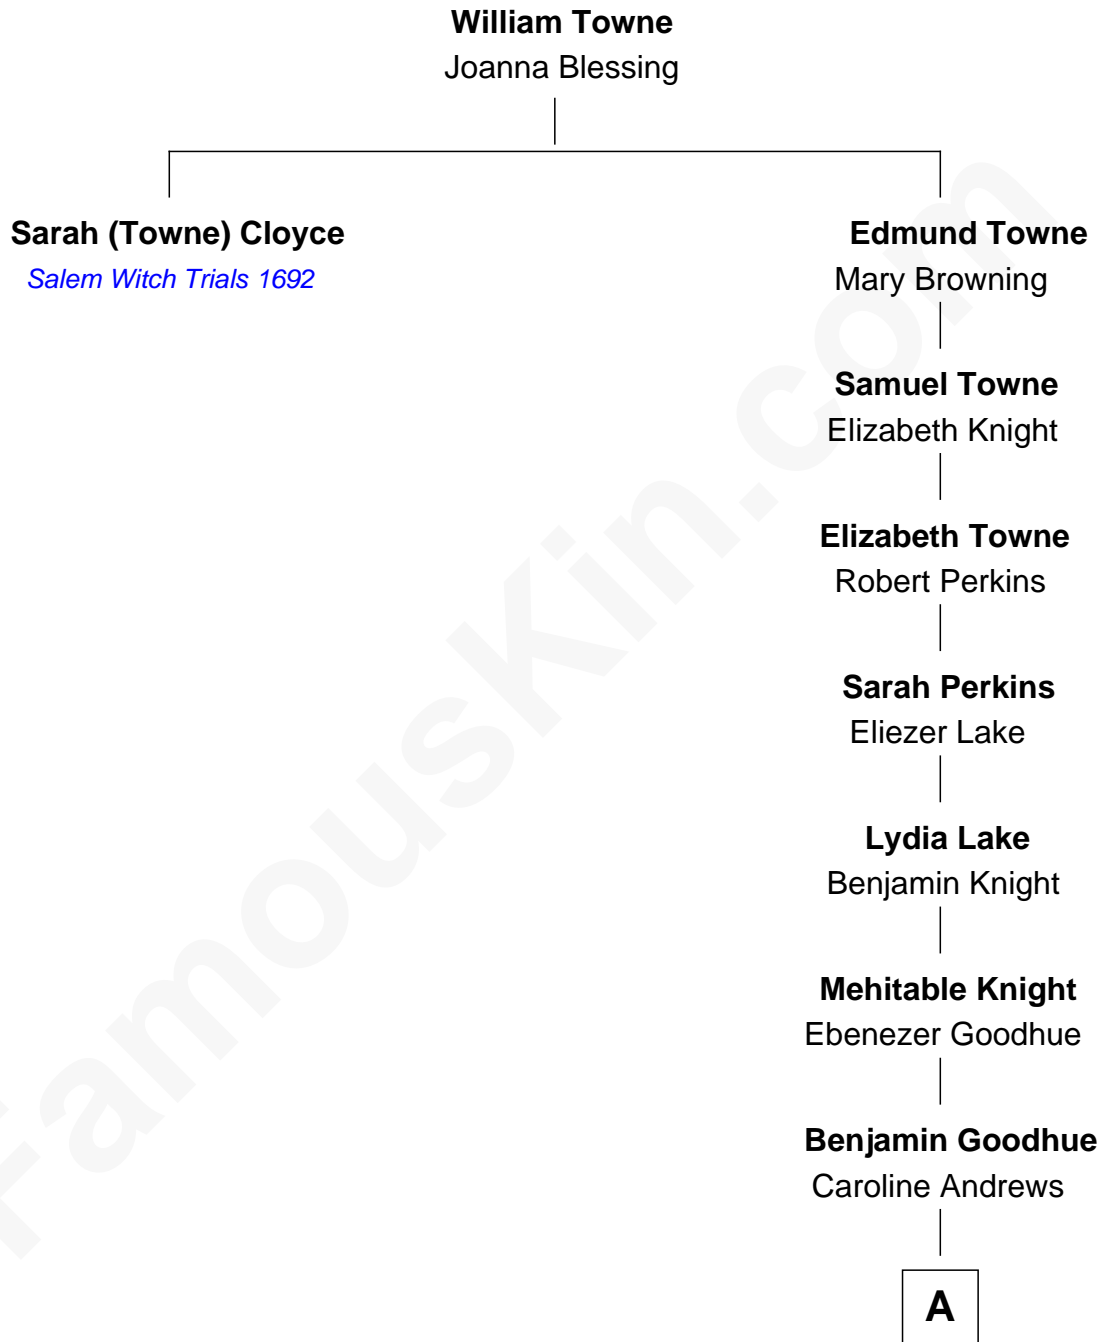 William Towne
Joanna Blessing
Sarah (Towne) Cloyce
Salem Witch Trials 1692
Edmund Towne
Mary Browning
Samuel Towne
Elizabeth Knight
Elizabeth Towne
Robert Perkins
Sarah Perkins
Eliezer Lake
Lydia Lake
Benjamin Knight
Mehitable Knight
Ebenezer Goodhue
Benjamin Goodhue
Caroline Andrews
A
FamousKin.com